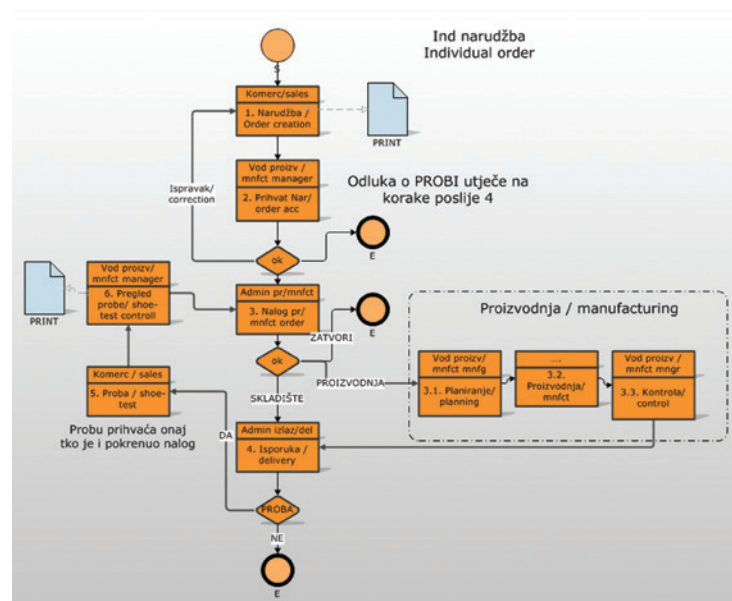 Ind narudžba
Individual order
S
Komerc/sales
1. Narudžba /
Order creation
PRINT
Vod proizv /
mnfct manager
2. Prihvat Nar/
order acc
Ispravak/
correction
Odluka o PROBI utječe na
korake poslije 4
ok
E
Vod proizv/
mnfct manager
6. Pregled
probe/ shoe-
test controll
PRINT
Admin pr/mnfct
3. Nalog pr/
mnfct order
ZATVORI
E
ok
PROIZVODNJA
SKLADIŠTE
Proizvodnja / manufacturing
Vod proizv/
mnfct mnfg
3.1. Planiranje/
planning
....
3.2.
Proizvodnja/
mnfct
Vod proizv /
mnfct mngr
3.3. Kontrola/
control
Komerc / sales
5. Proba / shoe-
test
Probu prihvaća onaj
tko je i pokrenuo nalog
DA
Admin izlaz/del
4. Isporuka /
delivery
PROBA
NE
E